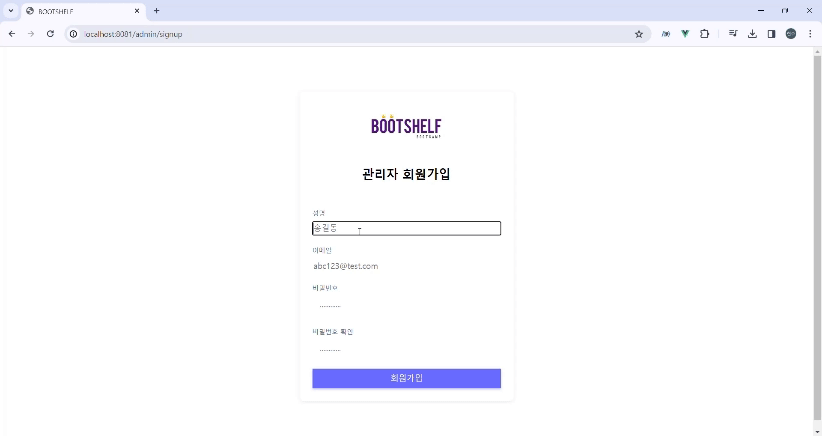 BOOTSHELF
localhost:8081/admin/signup
BOOTSHELF
BOOTCAMP
관리자 회원가입
성명
홍길동
이메일
abc123@test.com
비밀번호
비밀번호 확인
회원가입